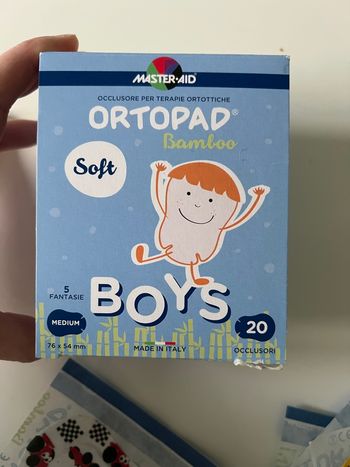 MASTER-AID®
OCCLUSORE PER TERAPIE ORTOTTICHE
ORTOPAD®
Bamboo
Soft
5
FANTASIE
BOYS
MEDIUM
76 x 54 mm
20
OCCLUSORI
MADE IN ITALY
Bamboo